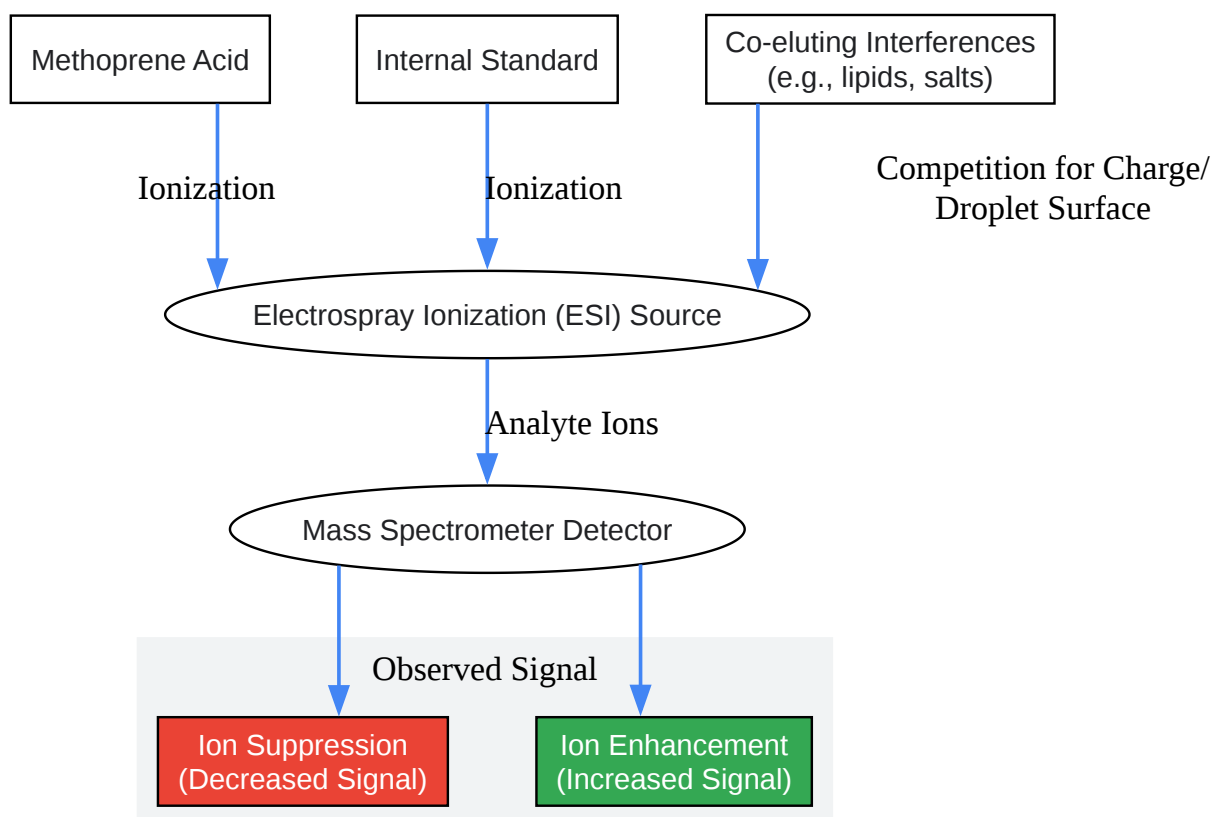 Methoprene Acid
Internal Standard
Co-eluting Interferences
(e.g., lipids, salts)
Ionization
Ionization
Competition for Charge/
Droplet Surface
Electrospray Ionization (ESI) Source
Analyte Ions
Mass Spectrometer Detector
Observed Signal
Ion Suppression
(Decreased Signal)
Ion Enhancement
(Increased Signal)